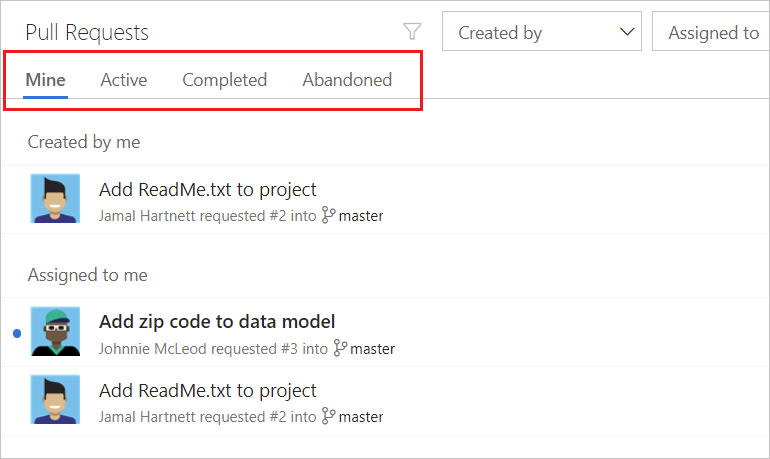 Pull Requests Created by Assigned to
Mine Active Completed Abandoned
Created by me
Add ReadMe.txt to project
Jamal Hartnett requested #2 into master
Assigned to me
Add zip code to data model
Johnnie McLeod requested #3 into master
Add ReadMe.txt to project
Jamal Hartnett requested #2 into master